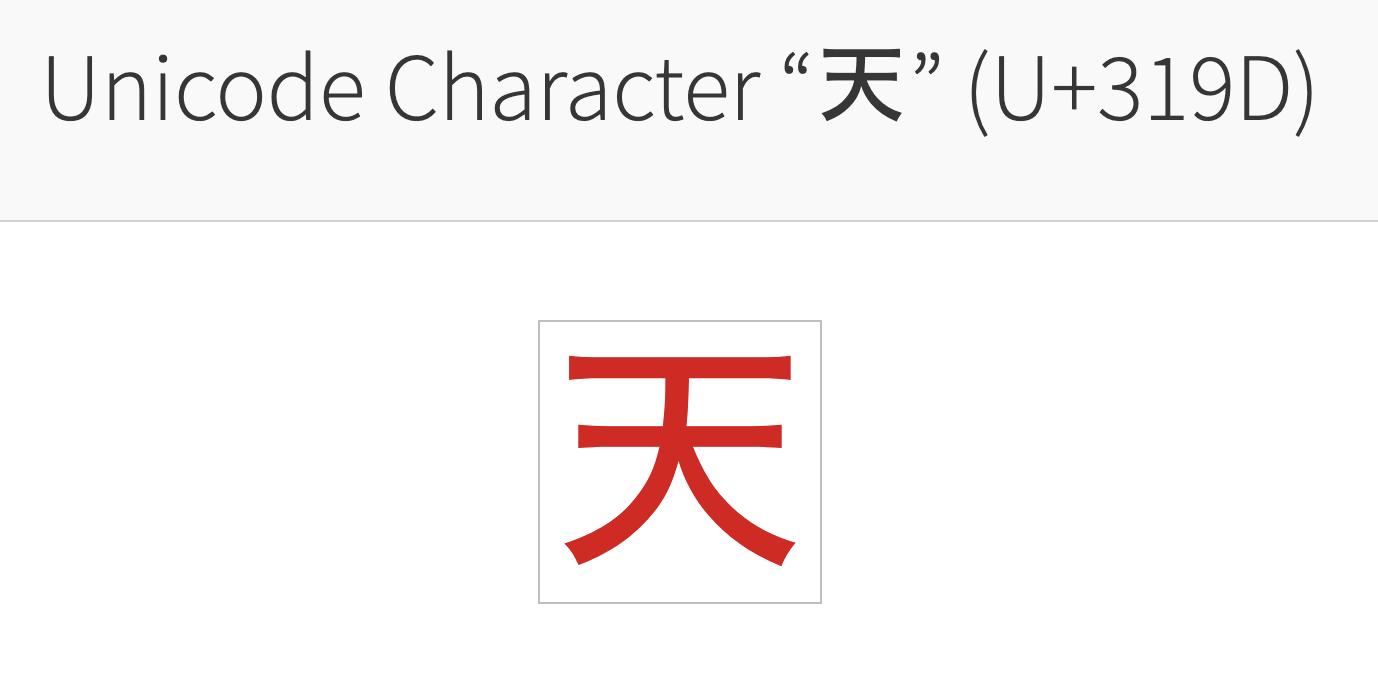 Unicode Character “㆝” (U+319D)
㆝